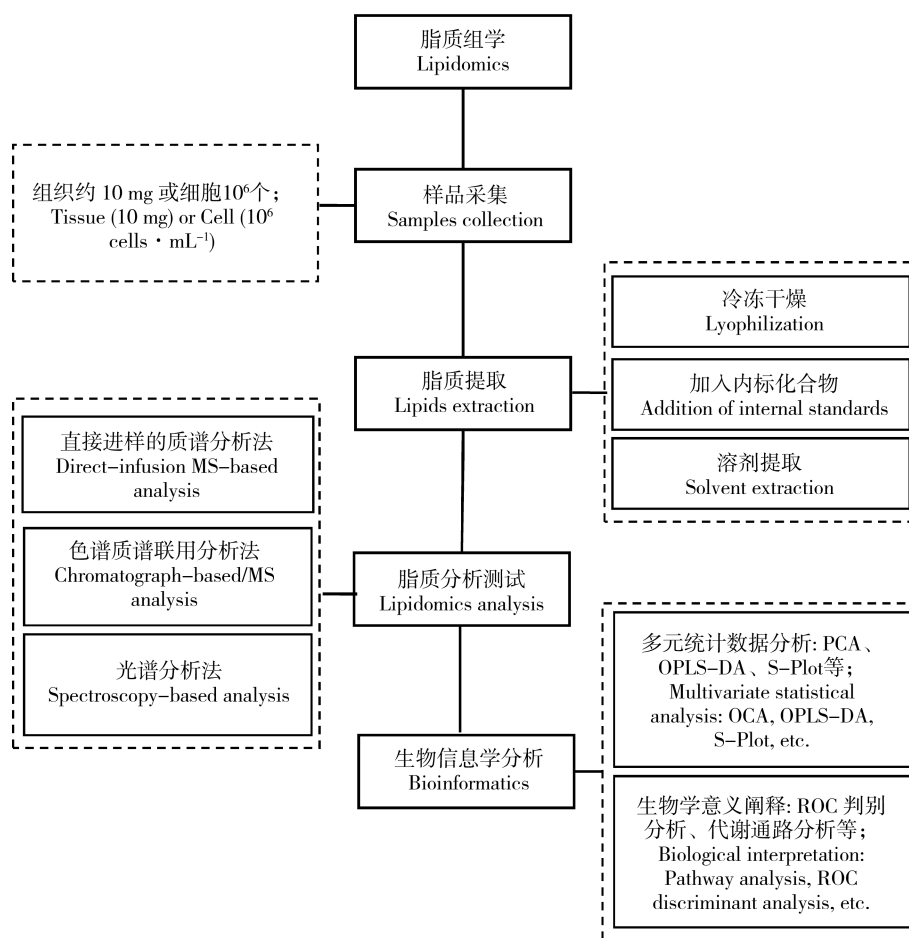 脂质组学
Lipidomics
组织约 10 mg 或细胞10⁶个；
Tissue (10 mg) or Cell (10⁶
cells·mL⁻¹)
样品采集
Samples collection
冷冻干燥
Lyophilization
脂质提取
Lipids extraction
加入内标化合物
Addition of internal standards
溶剂提取
Solvent extraction
直接进样的质谱分析法
Direct-infusion MS-based
analysis
色谱质谱联用分析法
Chromatograph-based/MS
analysis
光谱分析法
Spectroscopy-based analysis
脂质分析测试
Lipidomics analysis
多元统计数据分析: PCA、
OPLS-DA、S-Plot等；
Multivariate statistical
analysis: OCA, OPLS-DA,
S-Plot, etc.
生物信息学分析
Bioinformatics
生物学意义阐释: ROC 判别
分析、代谢通路分析等；
Biological interpretation:
Pathway analysis, ROC
discriminant analysis, etc.